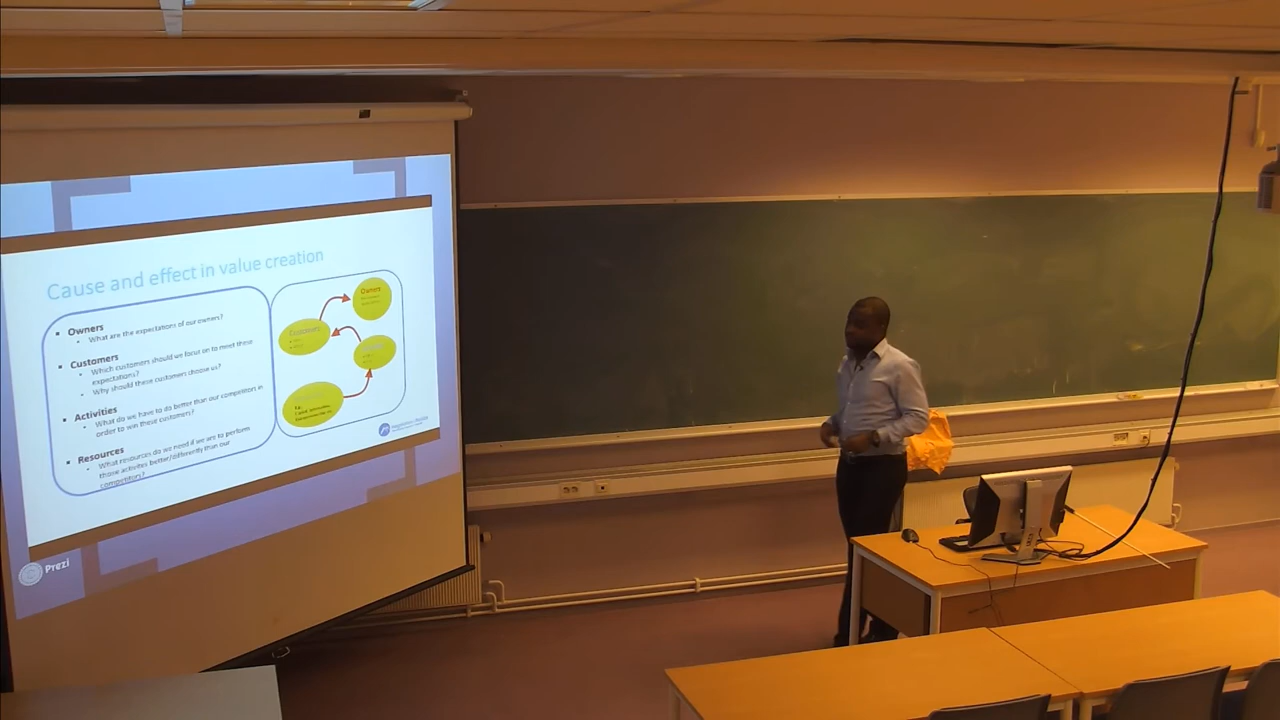 Cause and effect in value creation
Owners
What are the expectations of our owners?
Customers
Which customers should we focus on to meet these
expectations?
Why should these customers choose us?
Activities
What do we have to do better than our competitors in
order to win these customers?
Resources
What resources do we need if we are to perform
those activities better/differently than our
competitors?
Owners
Customers
Prezi